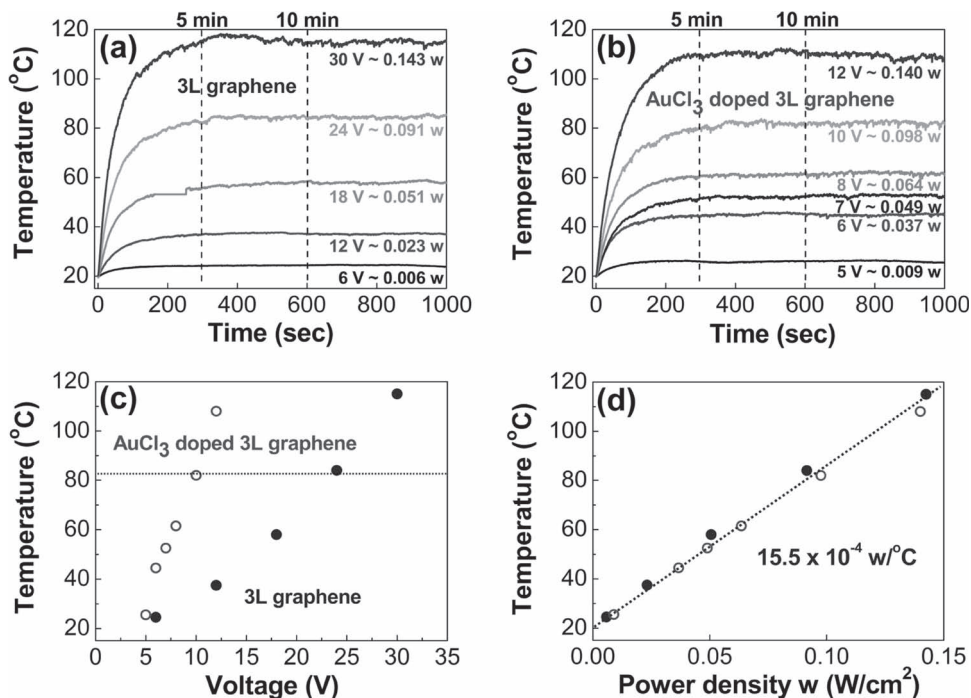 5 min 10 min
120
100
80
60
40
20
(a)
3L graphene
30 V ~ 0.143 w
24 V ~ 0.091 w
18 V ~ 0.051 w
12 V ~ 0.023 w
6 V ~ 0.006 w
0 200 400 600 800 1000
Time (sec)
Temperature (°C)
5 min 10 min
120
100
80
60
40
20
(b)
12 V ~ 0.140 w
AuCl₃ doped 3L graphene
10 V ~ 0.098 w
8 V ~ 0.064 w
7 V ~ 0.049 w
6 V ~ 0.037 w
5 V ~ 0.009 w
0 200 400 600 800 1000
Time (sec)
Temperature (°C)
120
100
80
60
40
20
(c)
AuCl₃ doped 3L graphene
3L graphene
0 5 10 15 20 25 30 35
Voltage (V)
Temperature (°C)
120
100
80
60
40
20
(d)
15.5 x 10⁻⁴ w/°C
0.00 0.05 0.10 0.15
Power density w (W/cm²)
Temperature (°C)